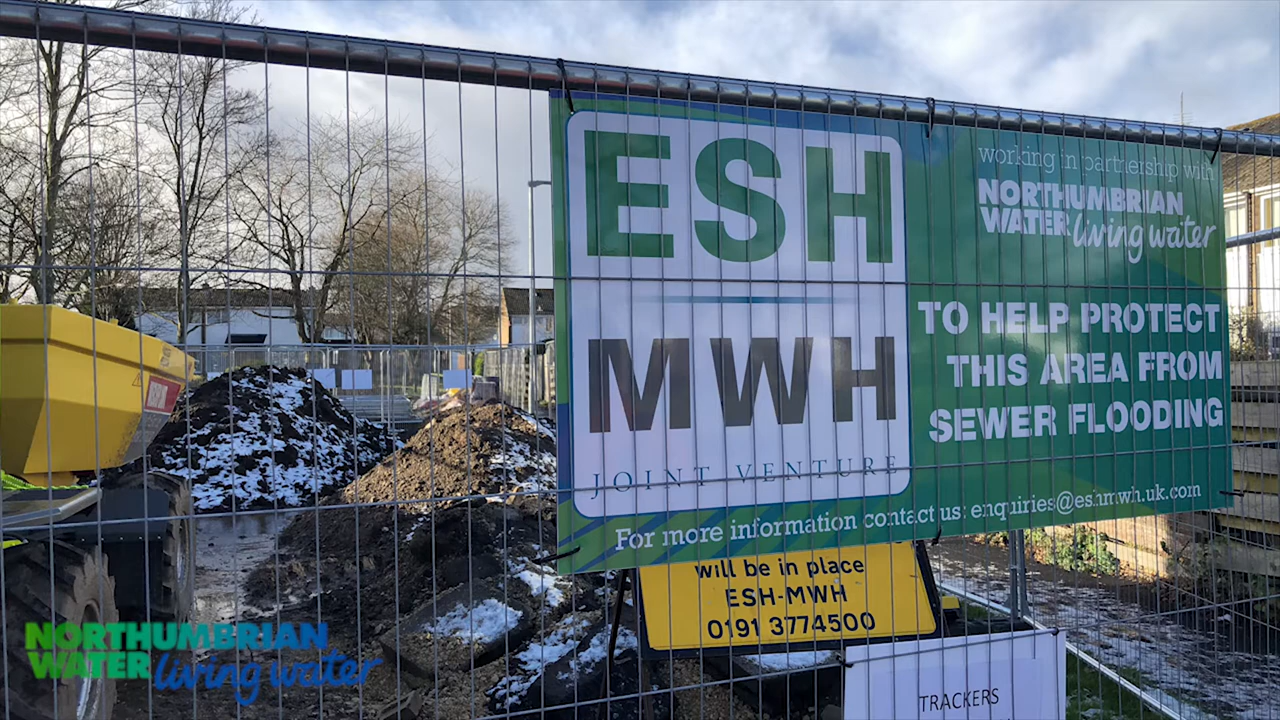 ESH
MWH
JOINT VENTURE
working in partnership with
NORTHUMBRIAN
WATER living water
TO HELP PROTECT
THIS AREA FROM
SEWER FLOODING
For more information contact us: enquiries@eshmwh.uk.com
will be in place
ESH-MWH
0191 3774500
TRACKERS
NORTHUMBRIAN
WATER living water